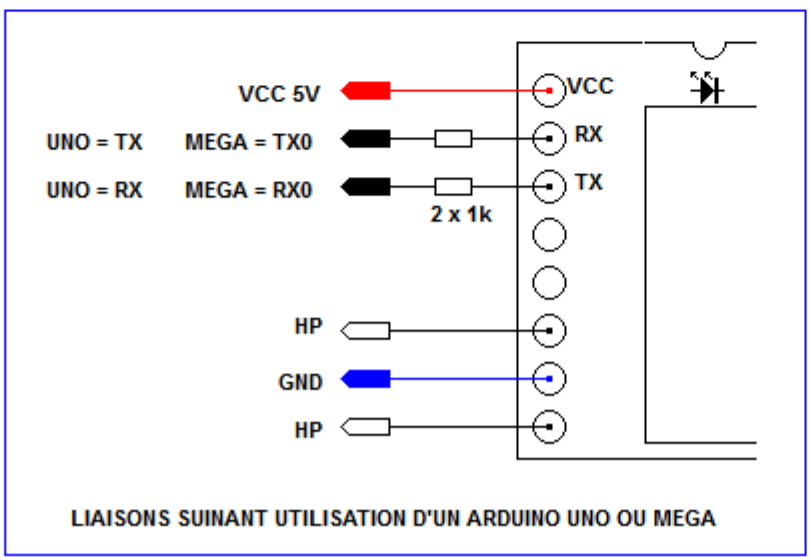 VCC 5V VCC
UNO = TX MEGA = TX0 RX
UNO = RX MEGA = RX0 TX
2 x 1k
HP
GND
HP
LIAISONS SUINANT UTILISATION D'UN ARDUINO UNO OU MEGA